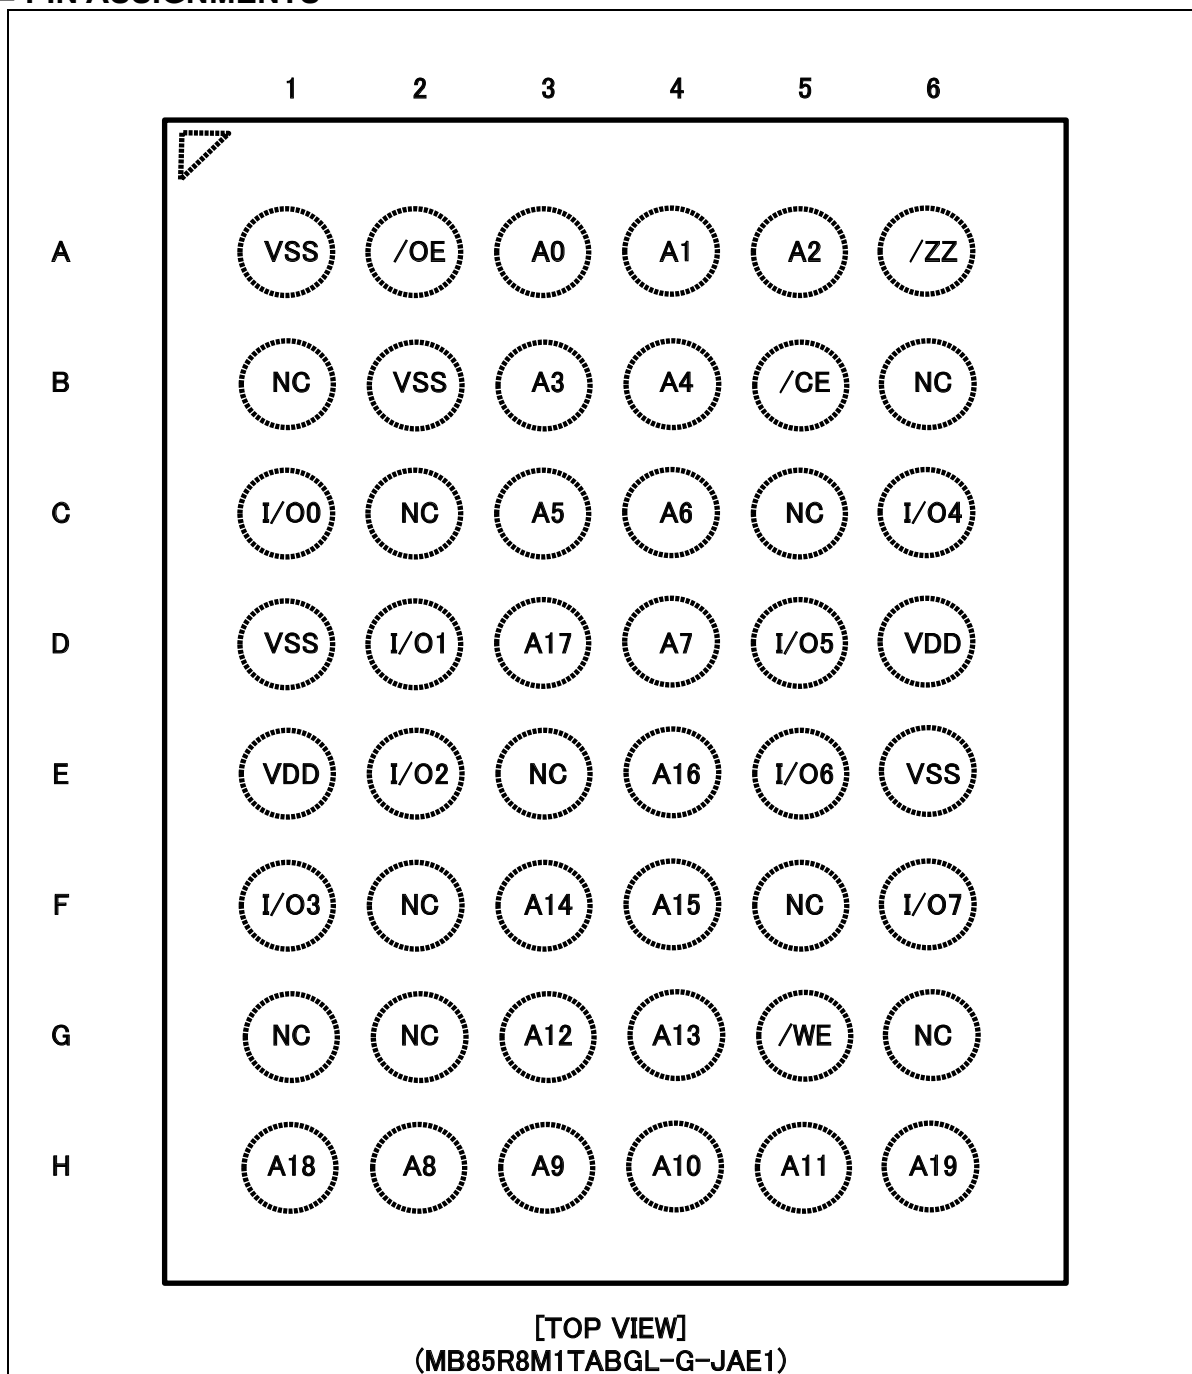 PIN ASSIGNMENTS
1 2 3 4 5 6
A VSS /OE A0 A1 A2 /ZZ
B NC VSS A3 A4 /CE NC
C I/O0 NC A5 A6 NC I/O4
D VSS I/O1 A17 A7 I/O5 VDD
E VDD I/O2 NC A16 I/O6 VSS
F I/O3 NC A14 A15 NC I/O7
G NC NC A12 A13 /WE NC
H A18 A8 A9 A10 A11 A19
[TOP VIEW]
(MB85R8M1TABGL-G-JAE1)